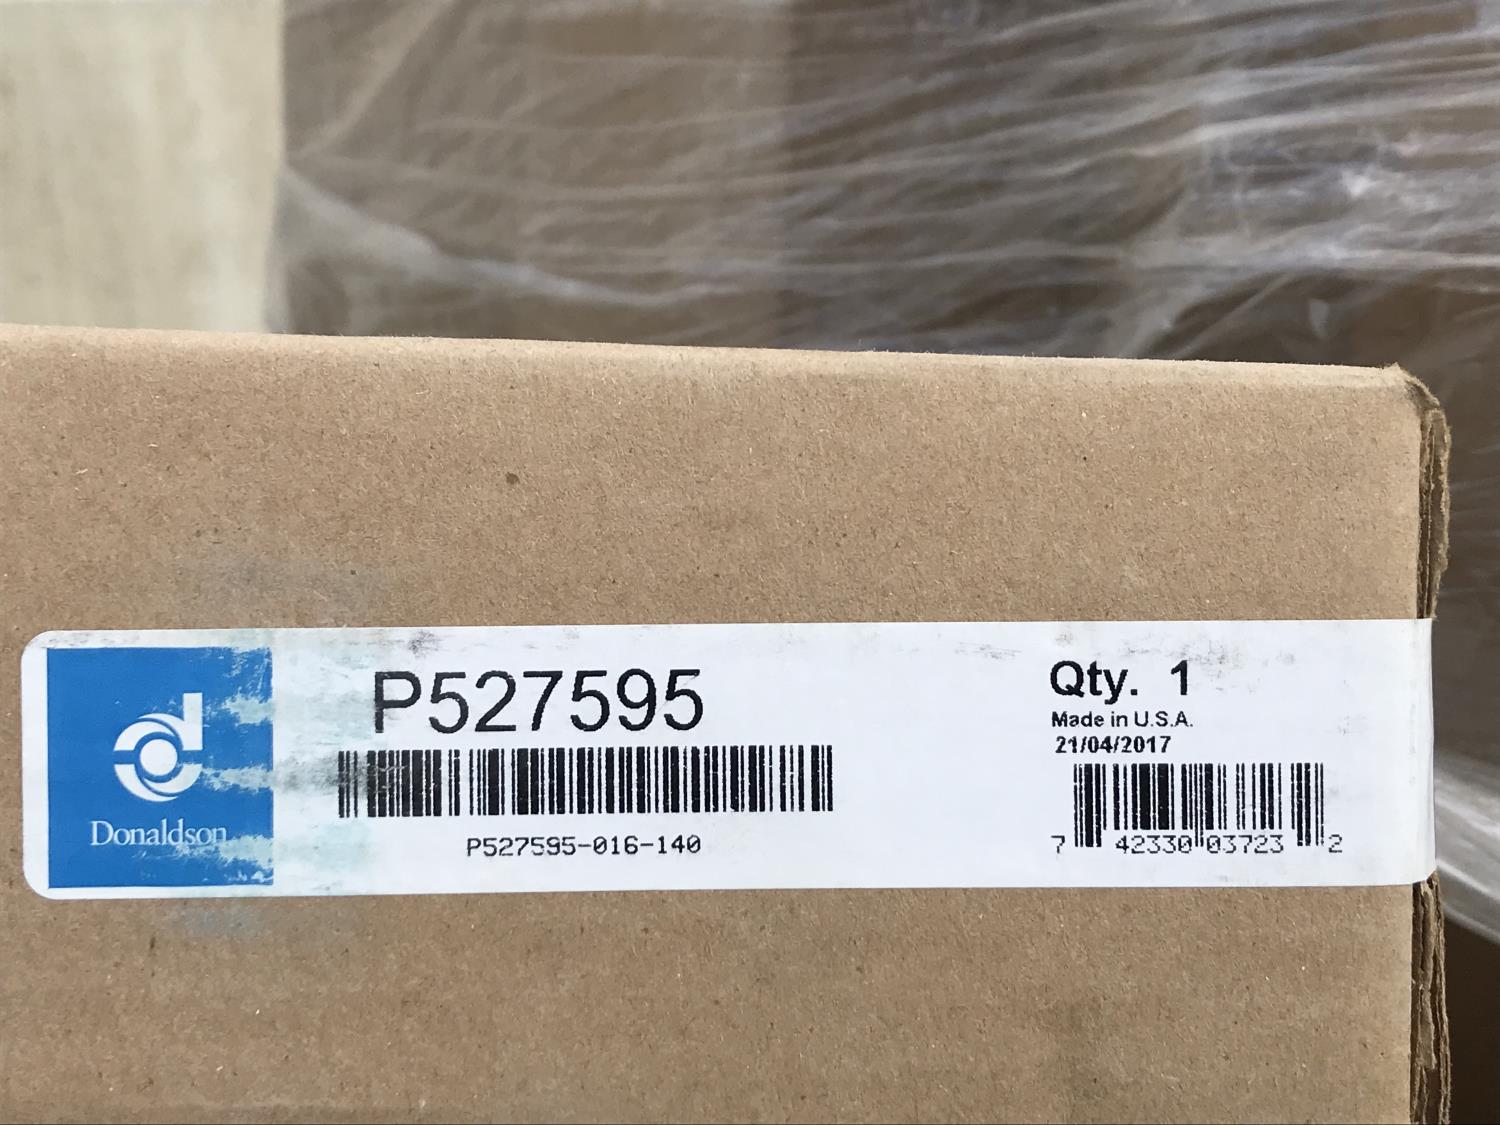 Donaldson
P527595
P527595-016-140
Qty. 1
Made in U.S.A.
21/04/2017
7 42330 03723 2